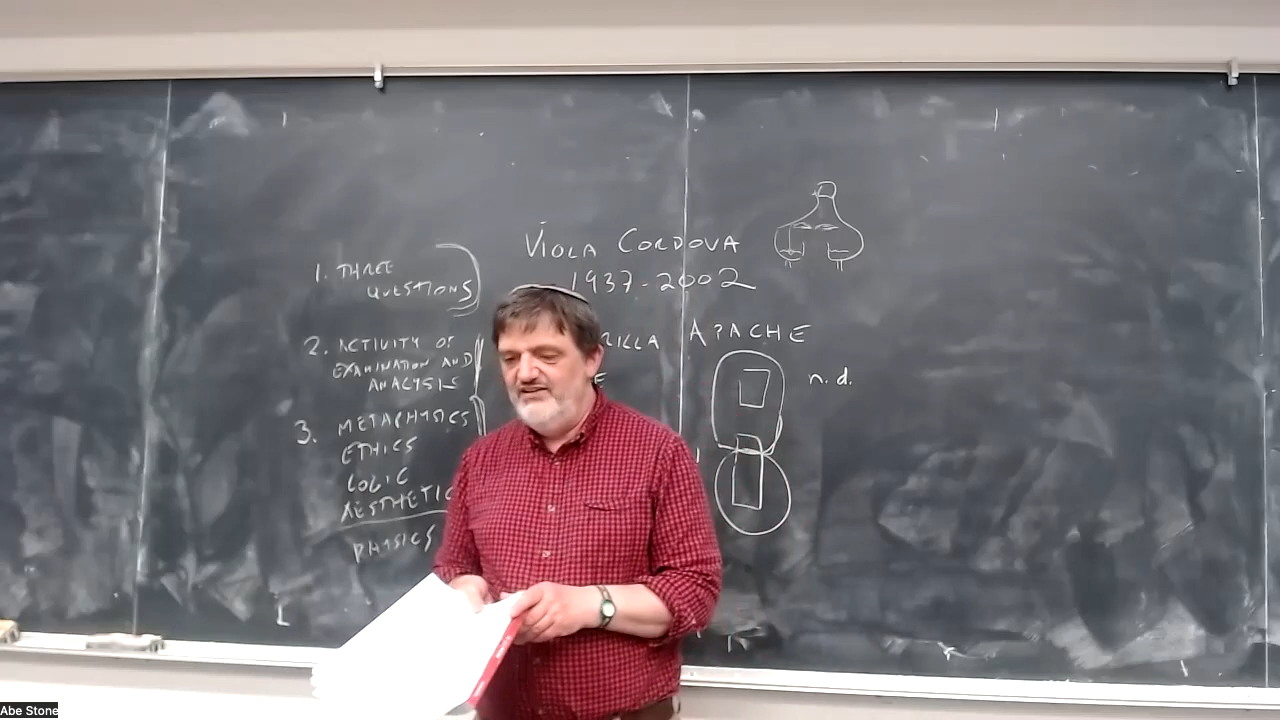 VIOLA CORDOVA
1937-2002
APACHE
n.d.
1. THREE
QUESTIONS
2. ACTIVITY OF
EXAMINATION AND
ANALYSIS
3. METAPHYSICS
ETHICS
LOGIC
AESTHETIC
PHYSICS
Abe Stone